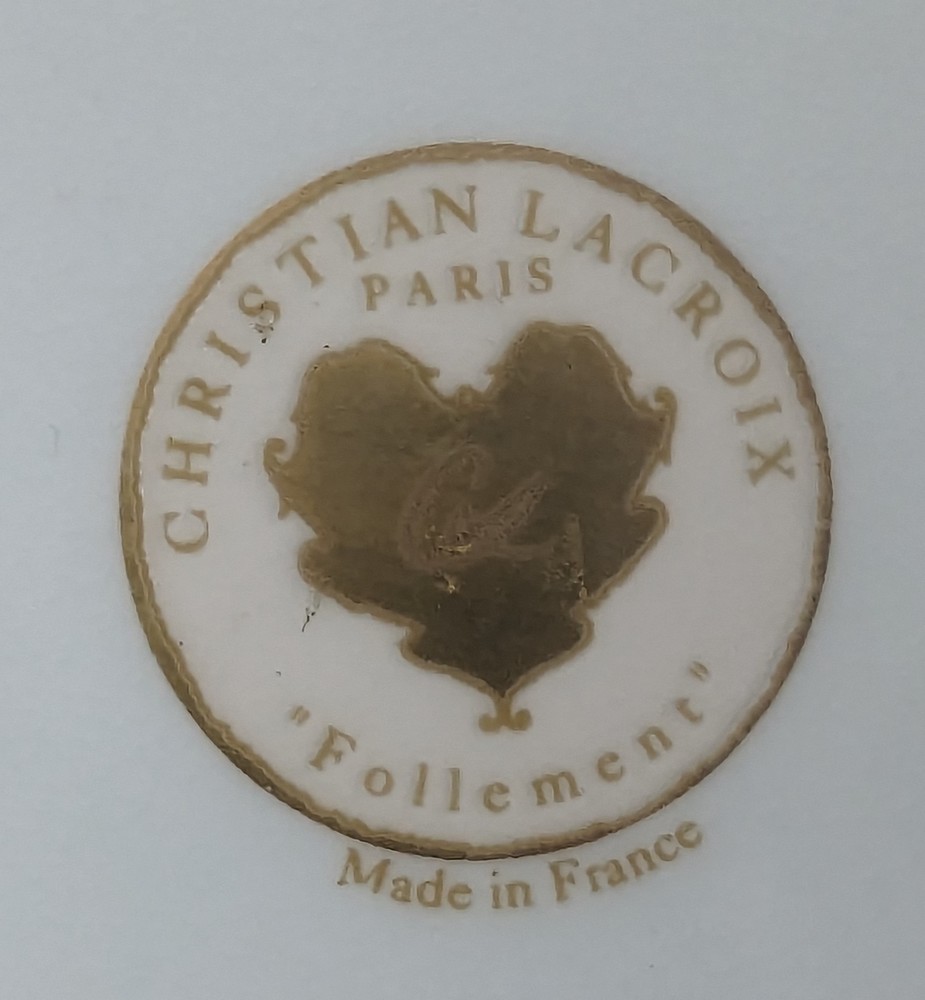 CHRISTIAN LACROIX
PARIS
"Follement"
Made in France